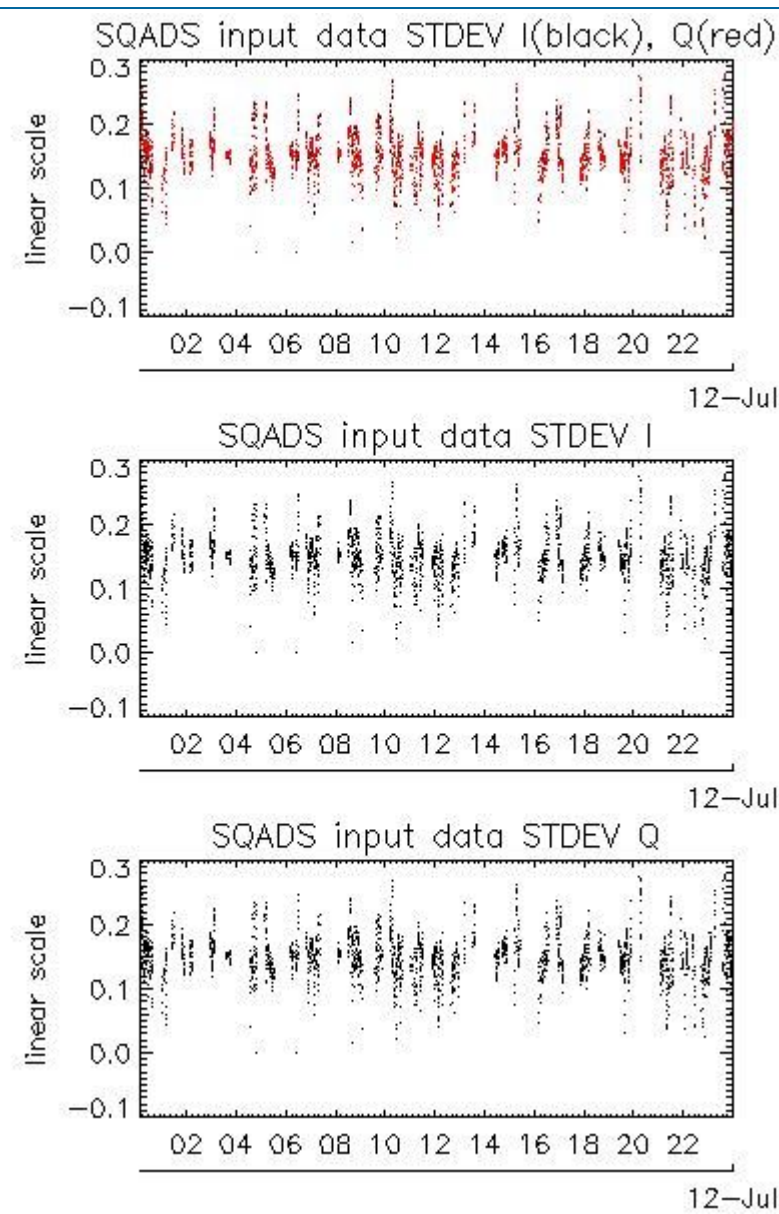 SQADS input data STDEV I(black), Q(red)
0.3
0.2
0.1
0.0
−0.1
linear scale
02 04 06 08 10 12 14 16 18 20 22
12−Jul
SQADS input data STDEV I
0.3
0.2
0.1
0.0
−0.1
linear scale
02 04 06 08 10 12 14 16 18 20 22
12−Jul
SQADS input data STDEV Q
0.3
0.2
0.1
0.0
−0.1
linear scale
02 04 06 08 10 12 14 16 18 20 22
12−Jul